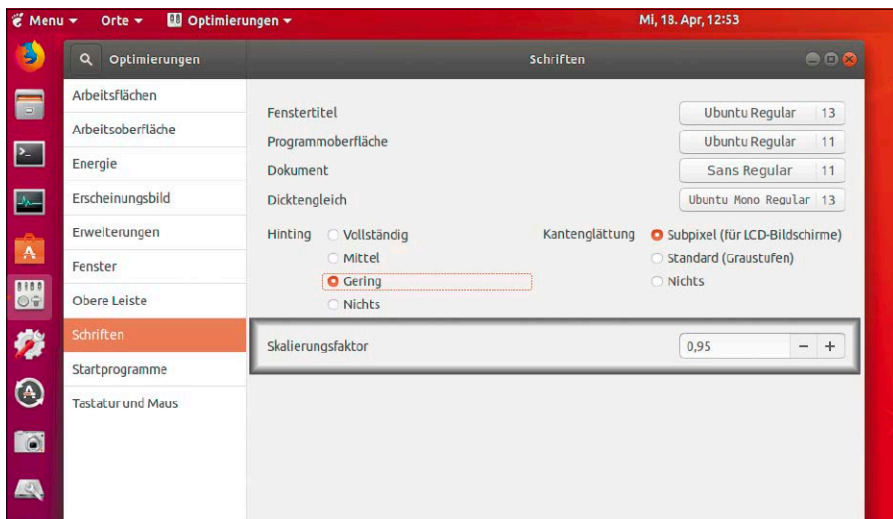 Menu Orte Optimierungen Mi, 18. Apr, 12:53
Optimierungen Schriften
Arbeitsflächen
Arbeitsoberfläche
Energie
Erscheinungsbild
Erweiterungen
Fenster
Obere Leiste
Schriften
Startprogramme
Tastatur und Maus
Fenstertitel Ubuntu Regular 13
Programmoberfläche Ubuntu Regular 11
Dokument Sans Regular 11
Dicktengleich Ubuntu Mono Regular 13
Hinting Vollständig Kantenglättung Subpixel (für LCD-Bildschirme)
Mittel Standard (Graustufen)
Gering Nichts
Nichts
Skalierungsfaktor 0,95 − +